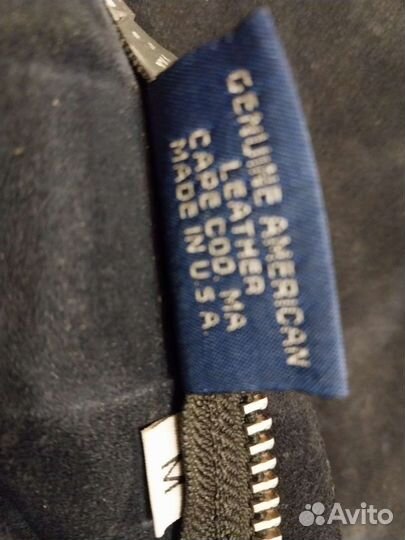 GENUINE AMERICAN
LEATHER
CAPE COD, MA
MADE IN U.S.A.
M
Avito